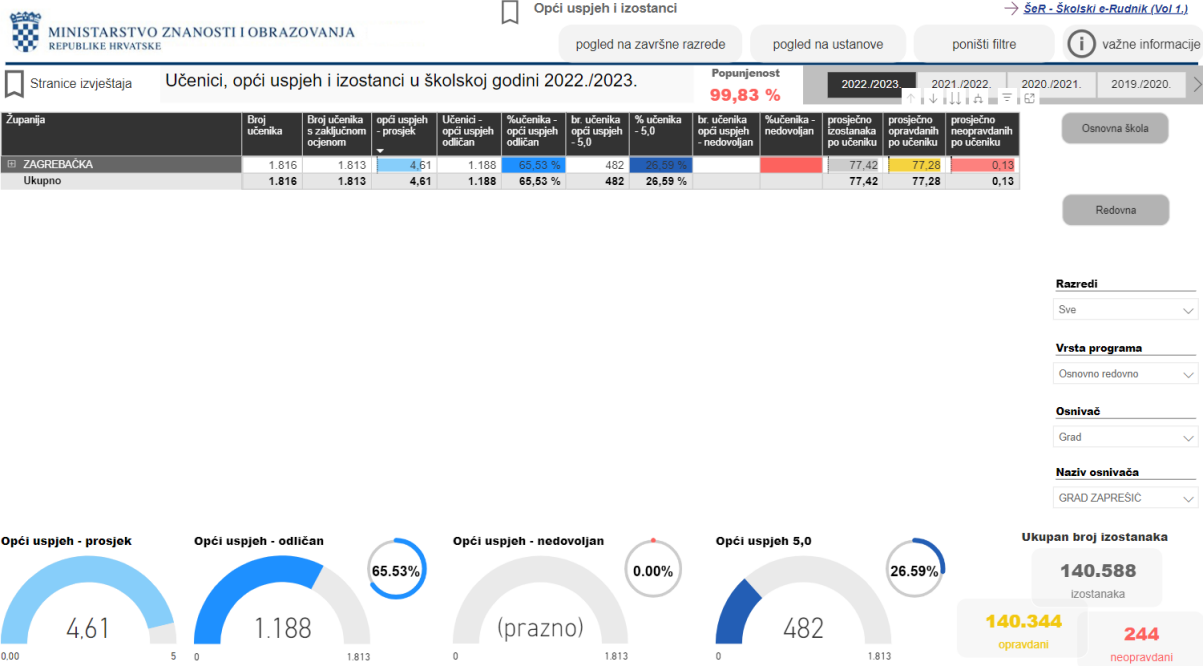 Opći uspjeh i izostanci
ŠeR - Školski e-Rudnik (Vol 1.)
MINISTARSTVO ZNANOSTI I OBRAZOVANJA
REPUBLIKE HRVATSKE
pogled na završne razrede
pogled na ustanove
poništi filtre
važne informacije
Stranice izvještaja
Učenici, opći uspjeh i izostanci u školskoj godini 2022./2023.
Popunjenost
99,83 %
2022./2023.
2021./2022.
2020./2021.
2019./2020.
Županija
Broj učenika
Broj učenika s zaključnom ocjenom
opći uspjeh - prosjek
Učenici - opći uspjeh odličan
%učenika - opći uspjeh odličan
br. učenika opći uspjeh - 5,0
% učenika - 5,0
br. učenika opći uspjeh - nedovoljan
%učenika - nedovoljan
prosječno izostanaka po učeniku
prosječno opravdanih po učeniku
prosječno neopravdanih po učeniku
ZAGREBAČKA 1.816 1.813 4,61 1.188 65,53 % 482 26,59 % 77,42 77,28 0,13
Ukupno 1.816 1.813 4,61 1.188 65,53 % 482 26,59 % 77,42 77,28 0,13
Osnovna škola
Redovna
Razredi
Sve
Vrsta programa
Osnovno redovno
Osnivač
Grad
Naziv osnivača
GRAD ZAPREŠIĆ
Opći uspjeh - prosjek
4,61
0.00 5
Opći uspjeh - odličan
65.53%
1.188
0 1.813
Opći uspjeh - nedovoljan
0.00%
(prazno)
0 1.813
Opći uspjeh 5,0
26.59%
482
0 1.813
Ukupan broj izostanaka
140.588
izostanaka
140.344
opravdani
244
neopravdani